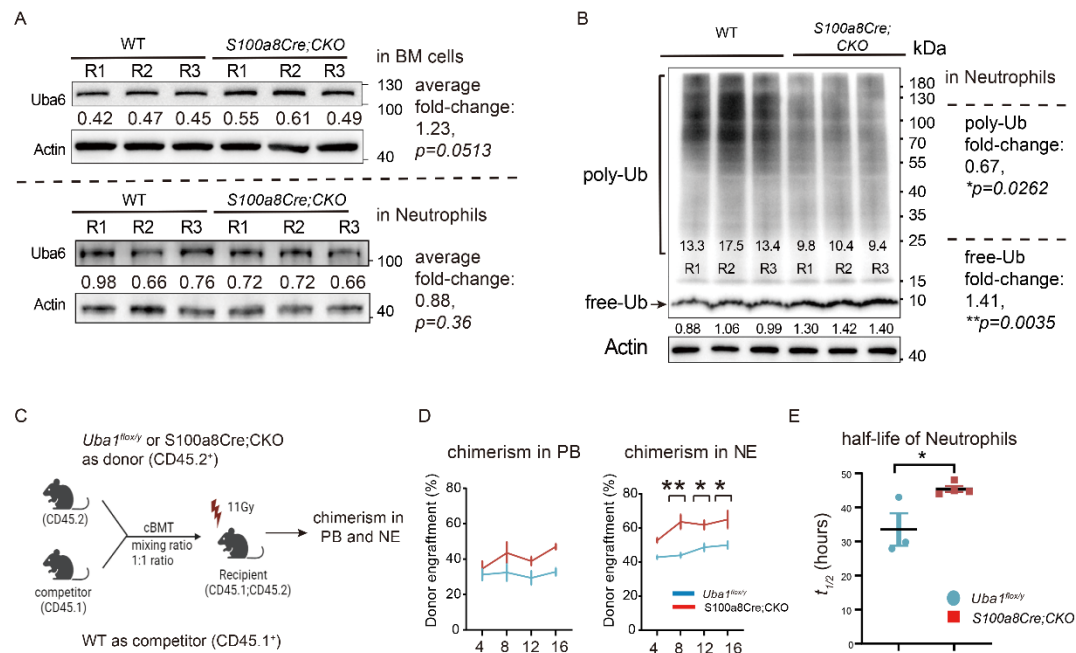 A
WT
S100a8Cre;CKO
in BM cells
R1 R2 R3 R1 R2 R3
Uba6
130
100
0.42 0.47 0.45 0.55 0.61 0.49
Actin
40
average
fold-change:
1.23,
p=0.0513
WT
S100a8Cre;CKO
in Neutrophils
R1 R2 R3 R1 R2 R3
Uba6
100
0.98 0.66 0.76 0.72 0.72 0.66
Actin
40
average
fold-change:
0.88,
p=0.36
B
WT
S100a8Cre;
CKO
kDa
in Neutrophils
180
130
100
70
55
40
35
25
15
10
40
poly-Ub
13.3 17.5 13.4 9.8 10.4 9.4
R1 R2 R3 R1 R2 R3
free-Ub
0.88 1.06 0.99 1.30 1.42 1.40
Actin
poly-Ub
fold-change:
0.67,
*p=0.0262
free-Ub
fold-change:
1.41,
**p=0.0035
C
Uba1flox/y or S100a8Cre;CKO
as donor (CD45.2+)
(CD45.2)
competitor
(CD45.1)
cBMT
mixing ratio
1:1 ratio
11Gy
Recipient
(CD45.1;CD45.2)
chimerism in
PB and NE
WT as competitor (CD45.1+)
D
chimerism in PB
Donor engraftment (%)
80
60
40
20
0
4 8 12 16
chimerism in NE
Donor engraftment (%)
80
60
40
20
0
** * *
Uba1flox/y
S100a8Cre;CKO
4 8 12 16
E
half-life of Neutrophils
*
t1/2 (hours)
50
40
30
20
10
0
Uba1flox/y
S100a8Cre;CKO